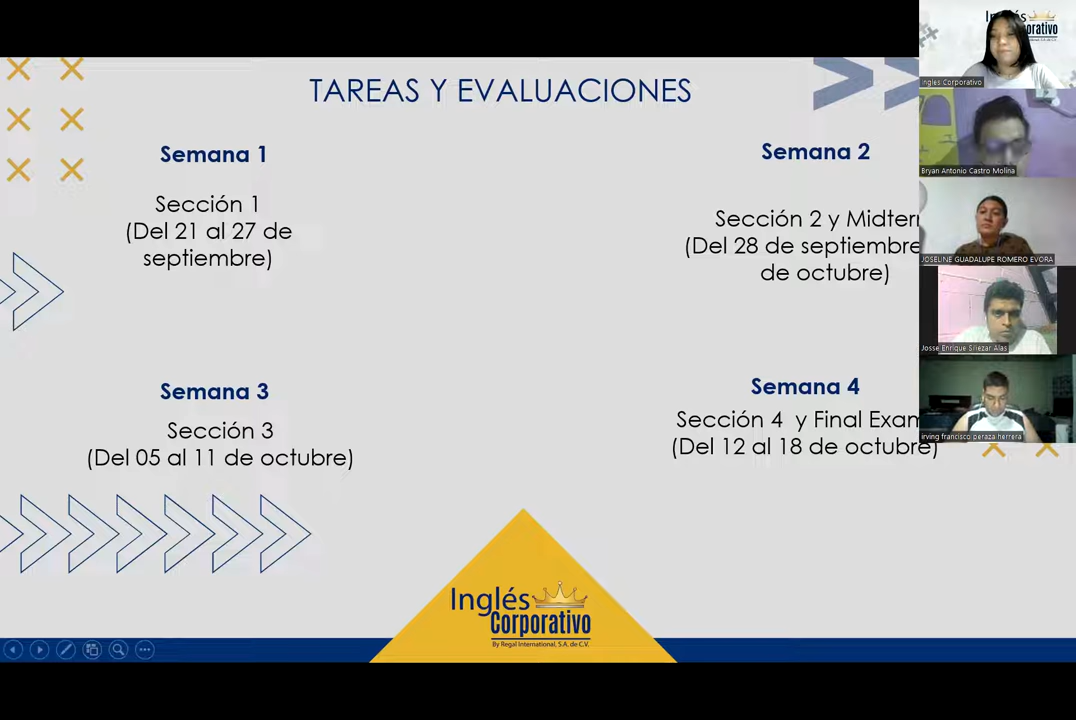 TAREAS Y EVALUACIONES
Semana 1
Sección 1
(Del 21 al 27 de
septiembre)
Semana 2
Sección 2 y
(Del 28 de septiembre
de octubre)
Semana 3
Sección 3
(Del 05 al 11 de octubre)
Semana 4
Sección 4 y Final Exam
(Del 12 al 18 de octubre)
Inglés
Corporativo
By Regal International, S.A. de C.V.
Inglés Corporativo
Bryan Antonio Castro Molina
JOSELINE GUADALUPE ROMERO EVORA
Josse Enrique Siliezar Alas
irving francisco peraza herrera